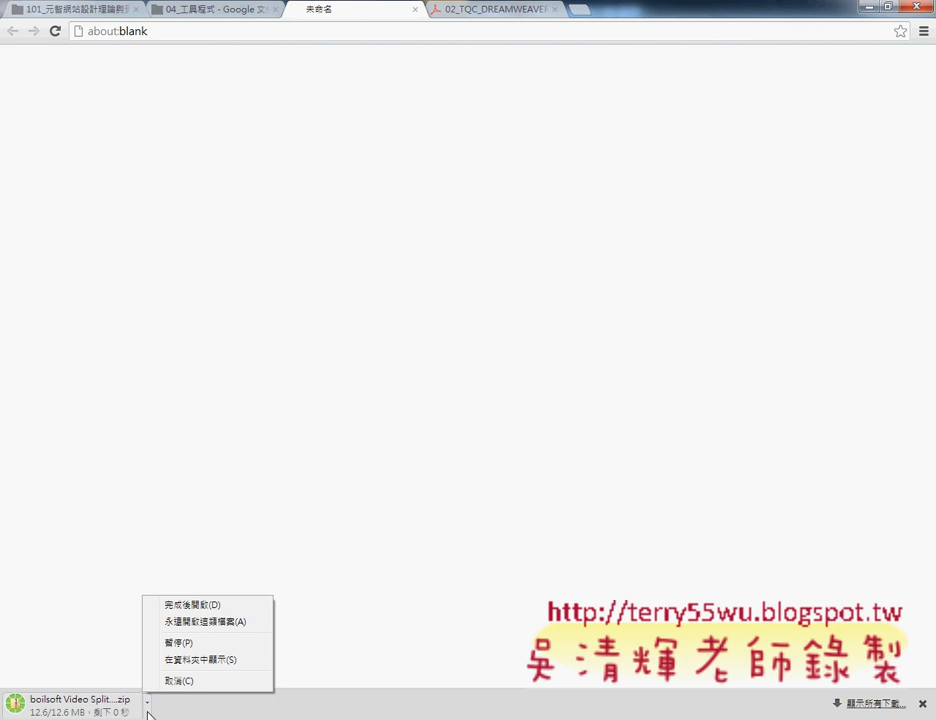 101_元智網站設計理論與
04_工具程式 - Google 文
未命名
02_TQC_DREAMWEAVER
about:blank
完成後開啟(D)
永遠開啟這類檔案(A)
暫停(P)
在資料夾中顯示(S)
取消(C)
http://terry55wu.blogspot.tw
吳清輝老師錄製
boilsoft Video Split....zip
12.6/12.6 MB，剩下 0 秒
顯示所有下載...